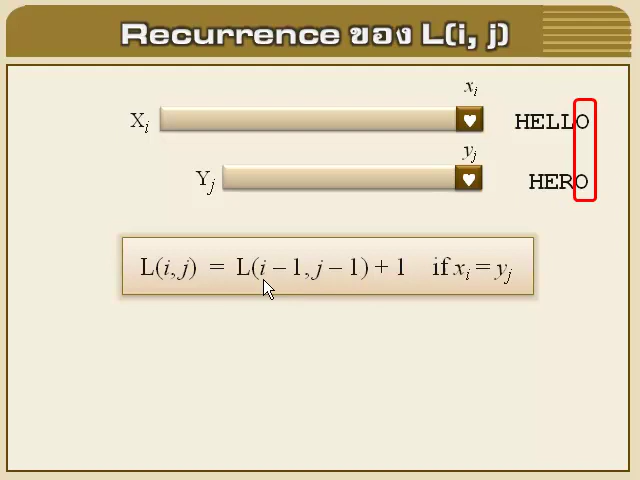 Recurrence ของ L(i, j)
xi
Xi HELLO
yj
Yj HERO
L(i, j) = L(i – 1, j – 1) + 1 if xi = yj